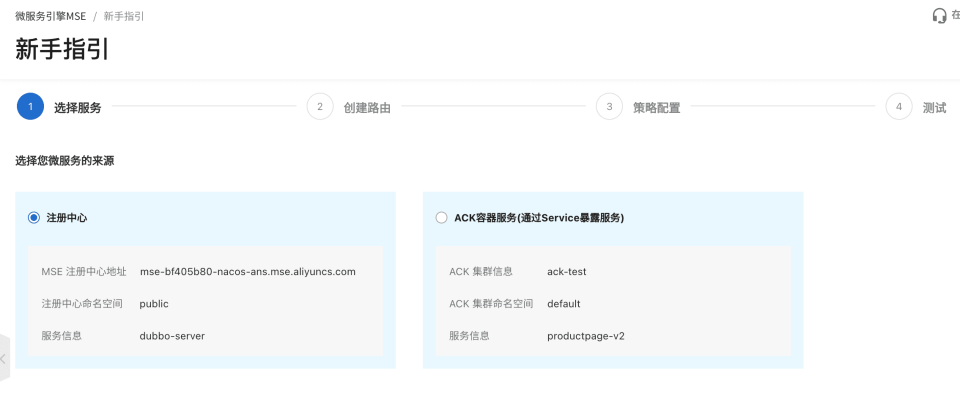 微服务引擎MSE / 新手指引
在
新手指引
1 选择服务 2 创建路由 3 策略配置 4 测试
选择您微服务的来源
注册中心
MSE 注册中心地址 mse-bf405b80-nacos-ans.mse.aliyuncs.com
注册中心命名空间 public
服务信息 dubbo-server
ACK容器服务(通过Service暴露服务)
ACK 集群信息 ack-test
ACK 集群命名空间 default
服务信息 productpage-v2